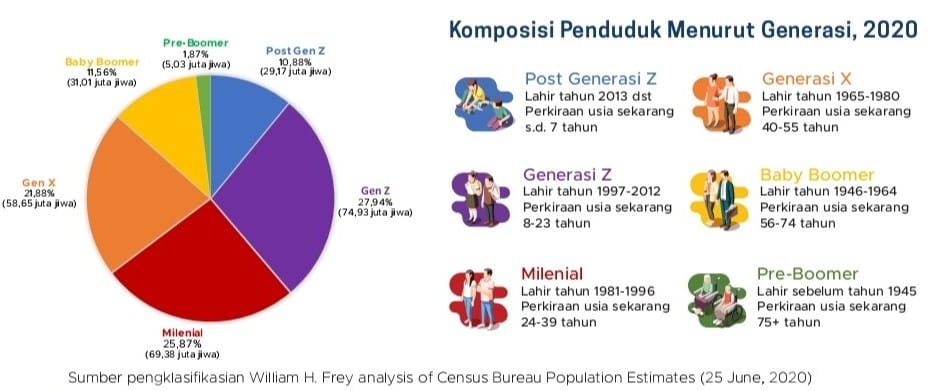 Komposisi Penduduk Menurut Generasi, 2020
Pre-Boomer
1,87%
(5,03 juta jiwa)
Post Gen Z
10,88%
(29,17 juta jiwa)
Baby Boomer
11,56%
(31,01 juta jiwa)
Gen X
21,88%
(58,65 juta jiwa)
Gen Z
27,94%
(74,93 juta jiwa)
Milenial
25,87%
(69,38 juta jiwa)
Post Generasi Z
Lahir tahun 2013 dst
Perkiraan usia sekarang
s.d. 7 tahun
Generasi X
Lahir tahun 1965-1980
Perkiraan usia sekarang
40-55 tahun
Generasi Z
Lahir tahun 1997-2012
Perkiraan usia sekarang
8-23 tahun
Baby Boomer
Lahir tahun 1946-1964
Perkiraan usia sekarang
56-74 tahun
Milenial
Lahir tahun 1981-1996
Perkiraan usia sekarang
24-39 tahun
Pre-Boomer
Lahir sebelum tahun 1945
Perkiraan usia sekarang
75+ tahun
Sumber pengklasifikasian William H. Frey analysis of Census Bureau Population Estimates (25 June, 2020)